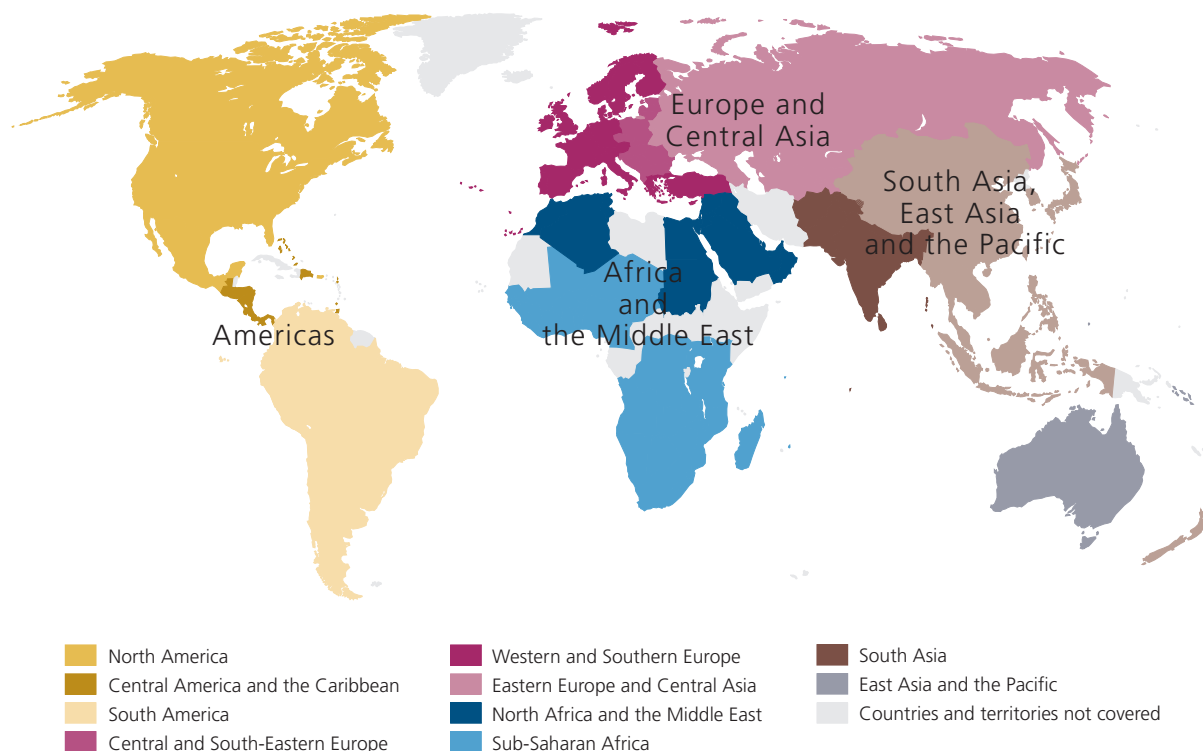 Europe and
Central Asia
South Asia,
East Asia
and the Pacific
Africa
and
the Middle East
Americas
North America
Central America and the Caribbean
South America
Central and South-Eastern Europe
Western and Southern Europe
Eastern Europe and Central Asia
North Africa and the Middle East
Sub-Saharan Africa
South Asia
East Asia and the Pacific
Countries and territories not covered